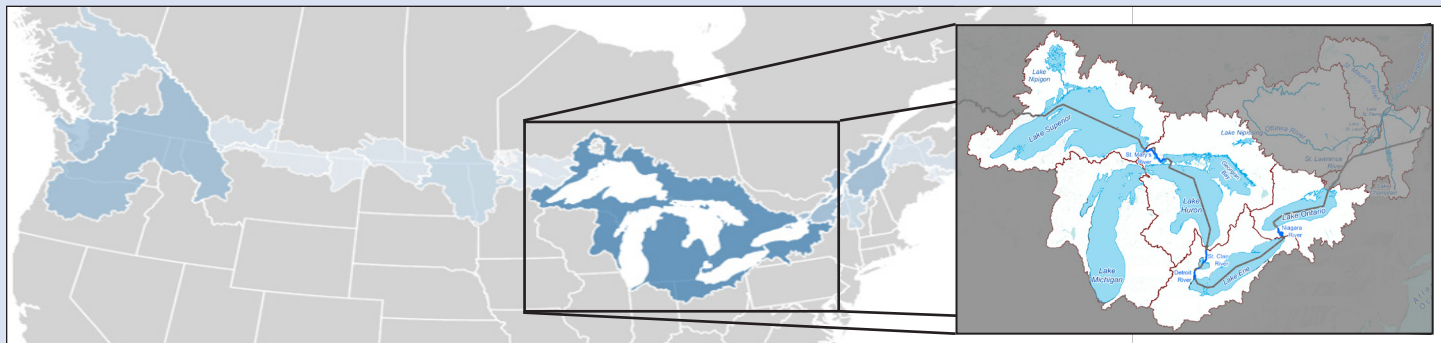 Lake
Nipigon
Lake Superior
Lake Nipissing
Ottawa River
St. Mary's
River
Georgian
Bay
St. Lawrence
River
Lake
Huron
Lake Ontario
Niagara
River
St. Clair
River
Lake
Michigan
Detroit
River
Lake Erie